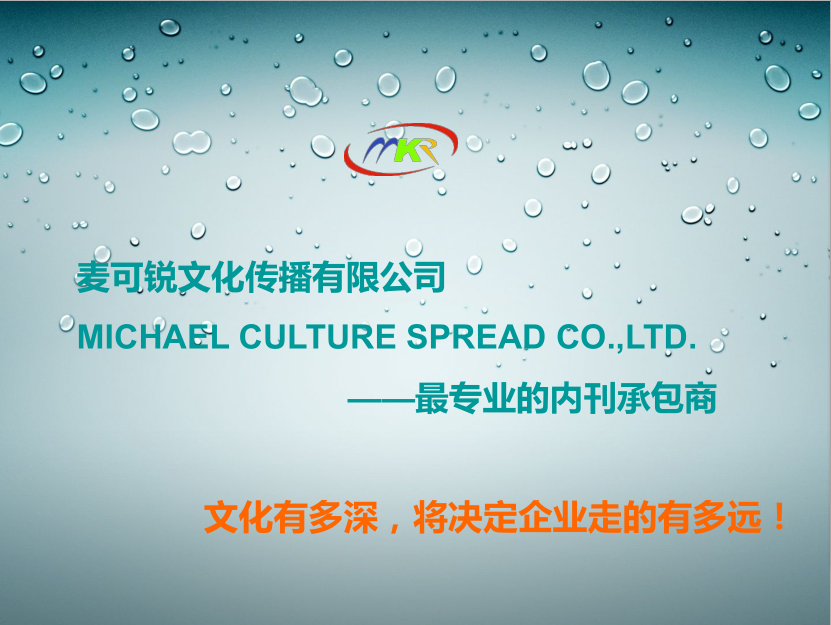 MKR
麦可锐文化传播有限公司
MICHAEL CULTURE SPREAD CO.,LTD.
——最专业的内刊承包商
文化有多深，将决定企业走的有多远！